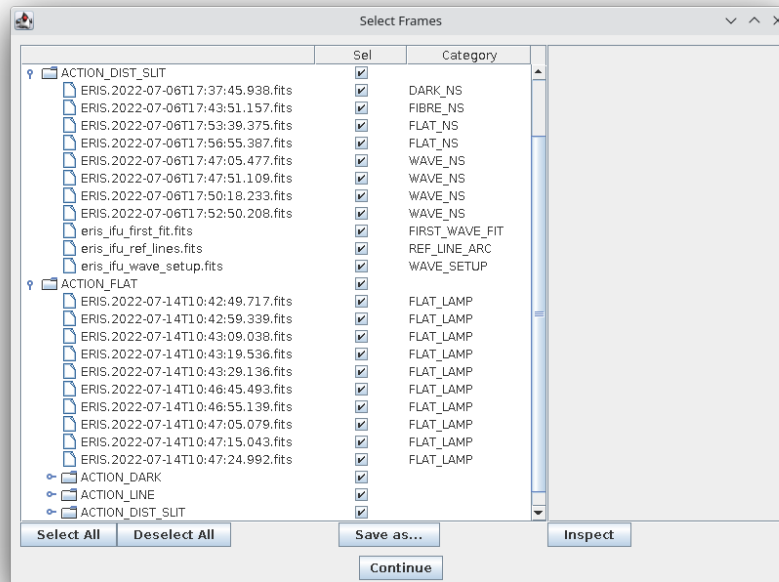 Select Frames
Sel Category
ACTION_DIST_SLIT
ERIS.2022-07-06T17:37:45.938.fits DARK_NS
ERIS.2022-07-06T17:43:51.157.fits FIBRE_NS
ERIS.2022-07-06T17:53:39.375.fits FLAT_NS
ERIS.2022-07-06T17:56:55.387.fits FLAT_NS
ERIS.2022-07-06T17:47:05.477.fits WAVE_NS
ERIS.2022-07-06T17:47:51.109.fits WAVE_NS
ERIS.2022-07-06T17:50:18.233.fits WAVE_NS
ERIS.2022-07-06T17:52:50.208.fits WAVE_NS
eris_ifu_first_fit.fits FIRST_WAVE_FIT
eris_ifu_ref_lines.fits REF_LINE_ARC
eris_ifu_wave_setup.fits WAVE_SETUP
ACTION_FLAT
ERIS.2022-07-14T10:42:49.717.fits FLAT_LAMP
ERIS.2022-07-14T10:42:59.339.fits FLAT_LAMP
ERIS.2022-07-14T10:43:09.038.fits FLAT_LAMP
ERIS.2022-07-14T10:43:19.536.fits FLAT_LAMP
ERIS.2022-07-14T10:43:29.136.fits FLAT_LAMP
ERIS.2022-07-14T10:46:45.493.fits FLAT_LAMP
ERIS.2022-07-14T10:46:55.139.fits FLAT_LAMP
ERIS.2022-07-14T10:47:05.079.fits FLAT_LAMP
ERIS.2022-07-14T10:47:15.043.fits FLAT_LAMP
ERIS.2022-07-14T10:47:24.992.fits FLAT_LAMP
ACTION_DARK
ACTION_LINE
ACTION_DIST_SLIT
Select All Deselect All Save as... Inspect
Continue